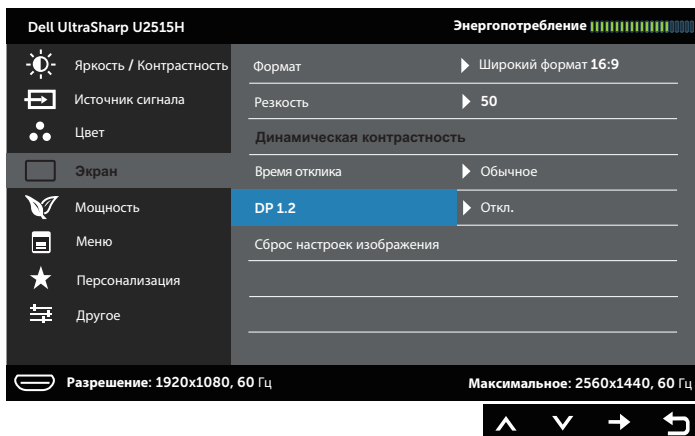 Dell UltraSharp U2515H
Энергопотребление
Яркость / Контрастность
Источник сигнала
Цвет
Экран
Мощность
Меню
Персонализация
Другое
Формат
Широкий формат 16:9
Резкость
50
Динамическая контрастность
Время отклика
Обычное
DP 1.2
Откл.
Сброс настроек изображения
Разрешение: 1920x1080, 60 Гц
Максимальное: 2560x1440, 60 Гц